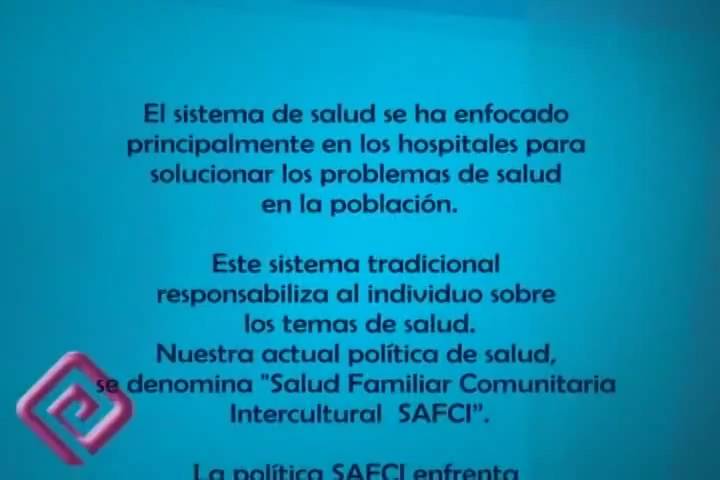 El sistema de salud se ha enfocado
principalmente en los hospitales para
solucionar los problemas de salud
en la población.
Este sistema tradicional
responsabiliza al individuo sobre
los temas de salud.
Nuestra actual política de salud,
se denomina "Salud Familiar Comunitaria
Intercultural SAFCI”.
La política SAFCI enfrenta